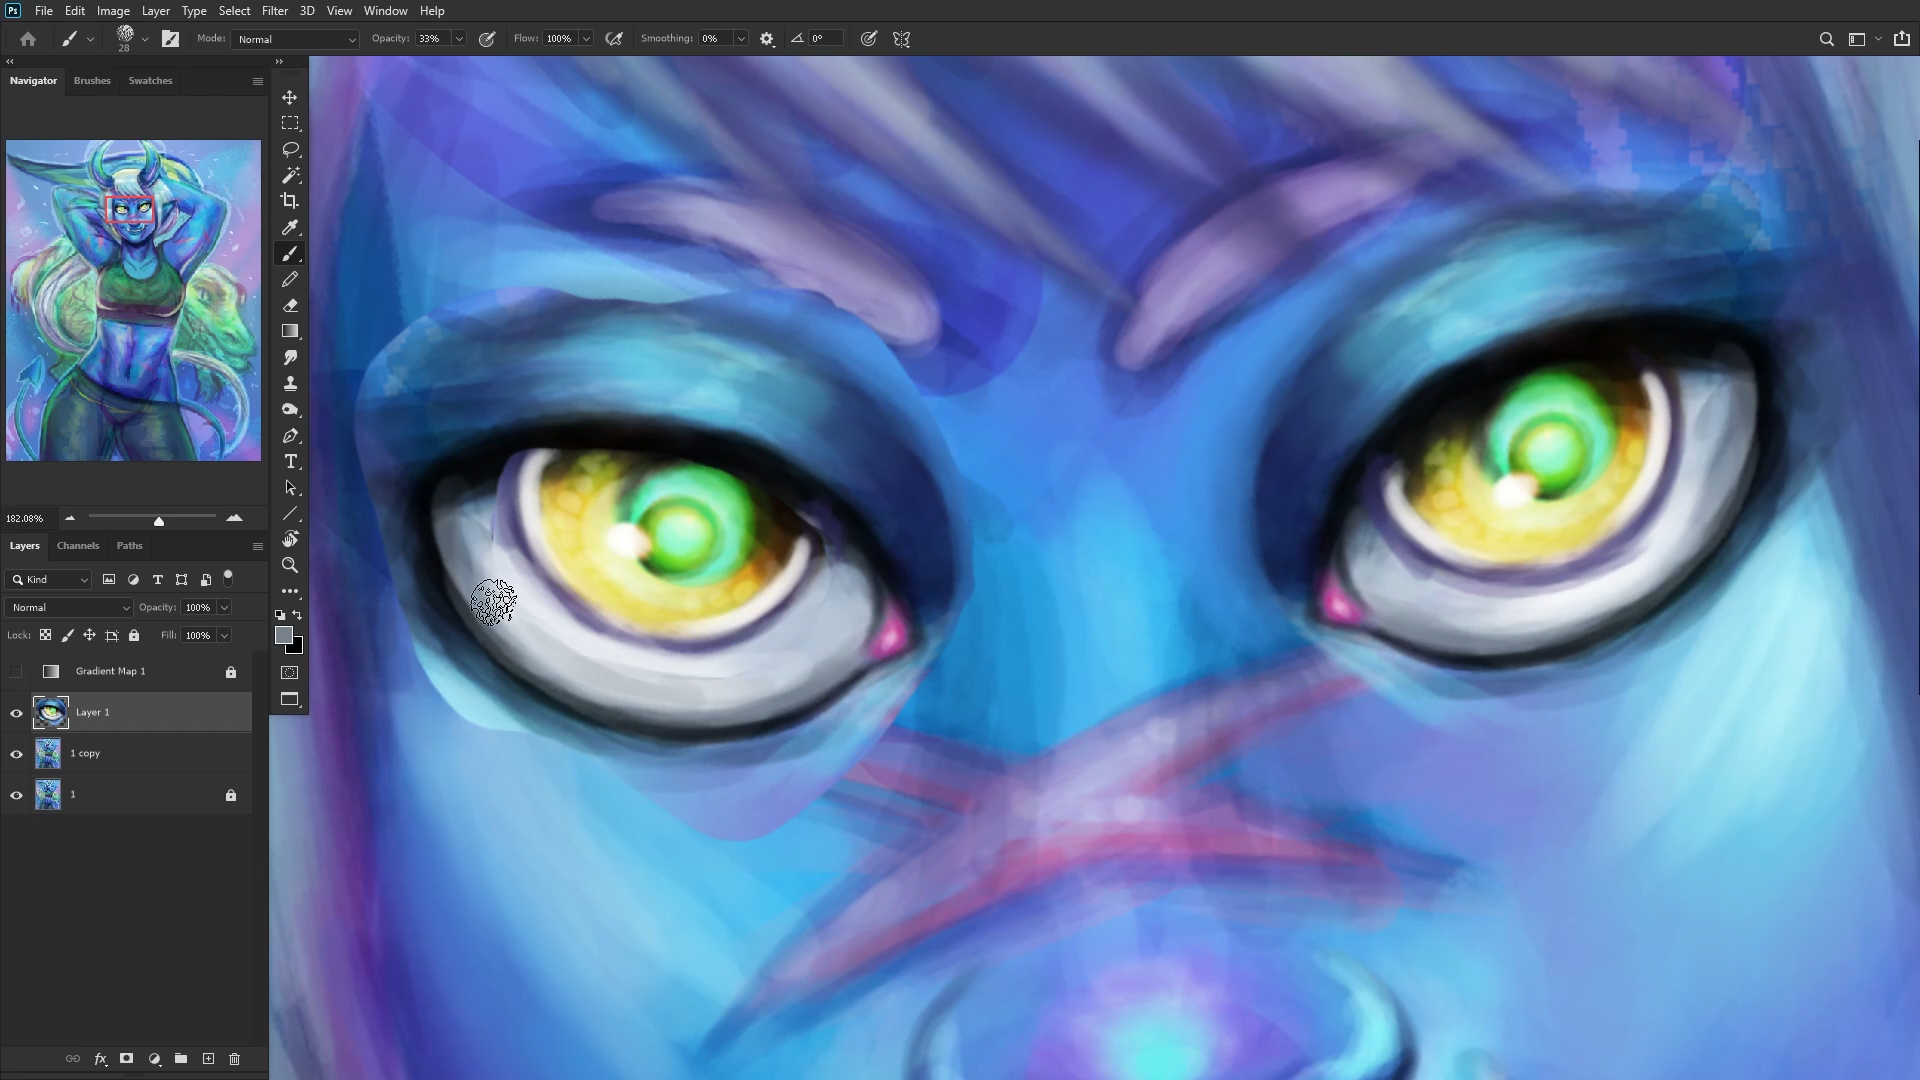 Ps File Edit Image Layer Type Select Filter 3D View Window Help
28 Mode: Normal Opacity: 33% Flow: 100% Smoothing: 0% 0°
Navigator Brushes Swatches
182.08%
Layers Channels Paths
Kind
Normal Opacity: 100%
Lock: Fill: 100%
Gradient Map 1
Layer 1
1 copy
1
fx